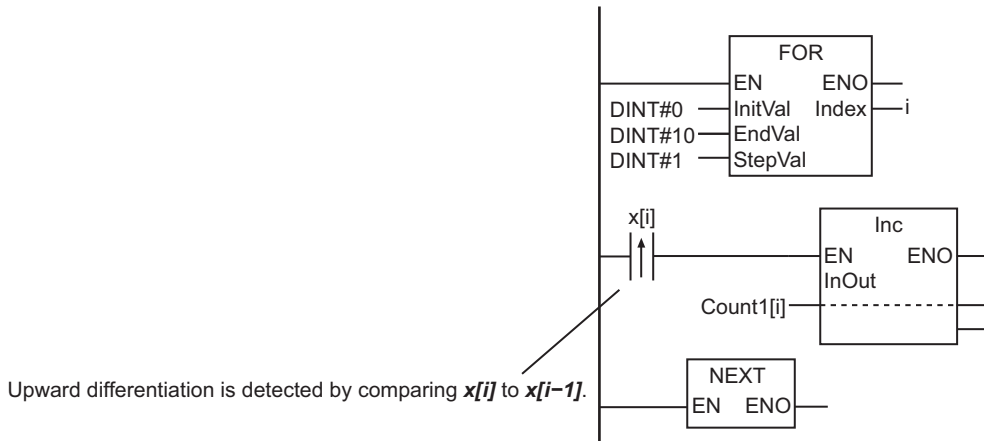 FOR
EN ENO
DINT#0 InitVal Index i
DINT#10 EndVal
DINT#1 StepVal
x[i]
Inc
EN ENO
InOut
Count1[i]
Upward differentiation is detected by comparing x[i] to x[i−1].
NEXT
EN ENO